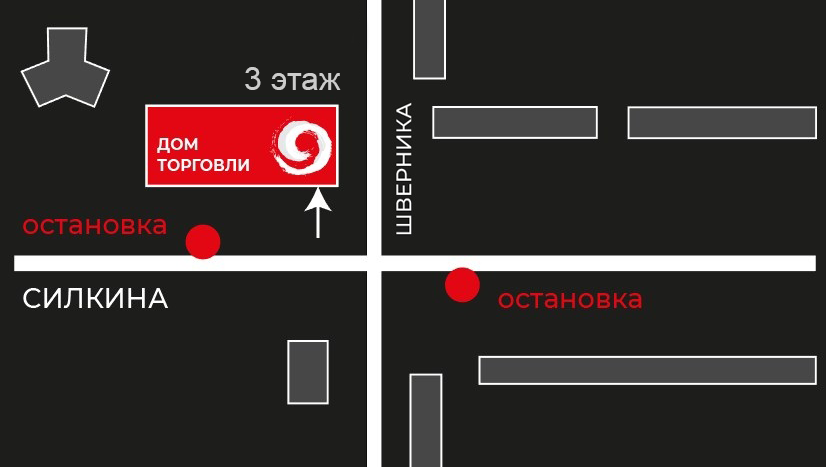 3 этаж
ДОМ
ТОРГОВЛИ
ШВЕРНИКА
остановка
СИЛКИНА
остановка